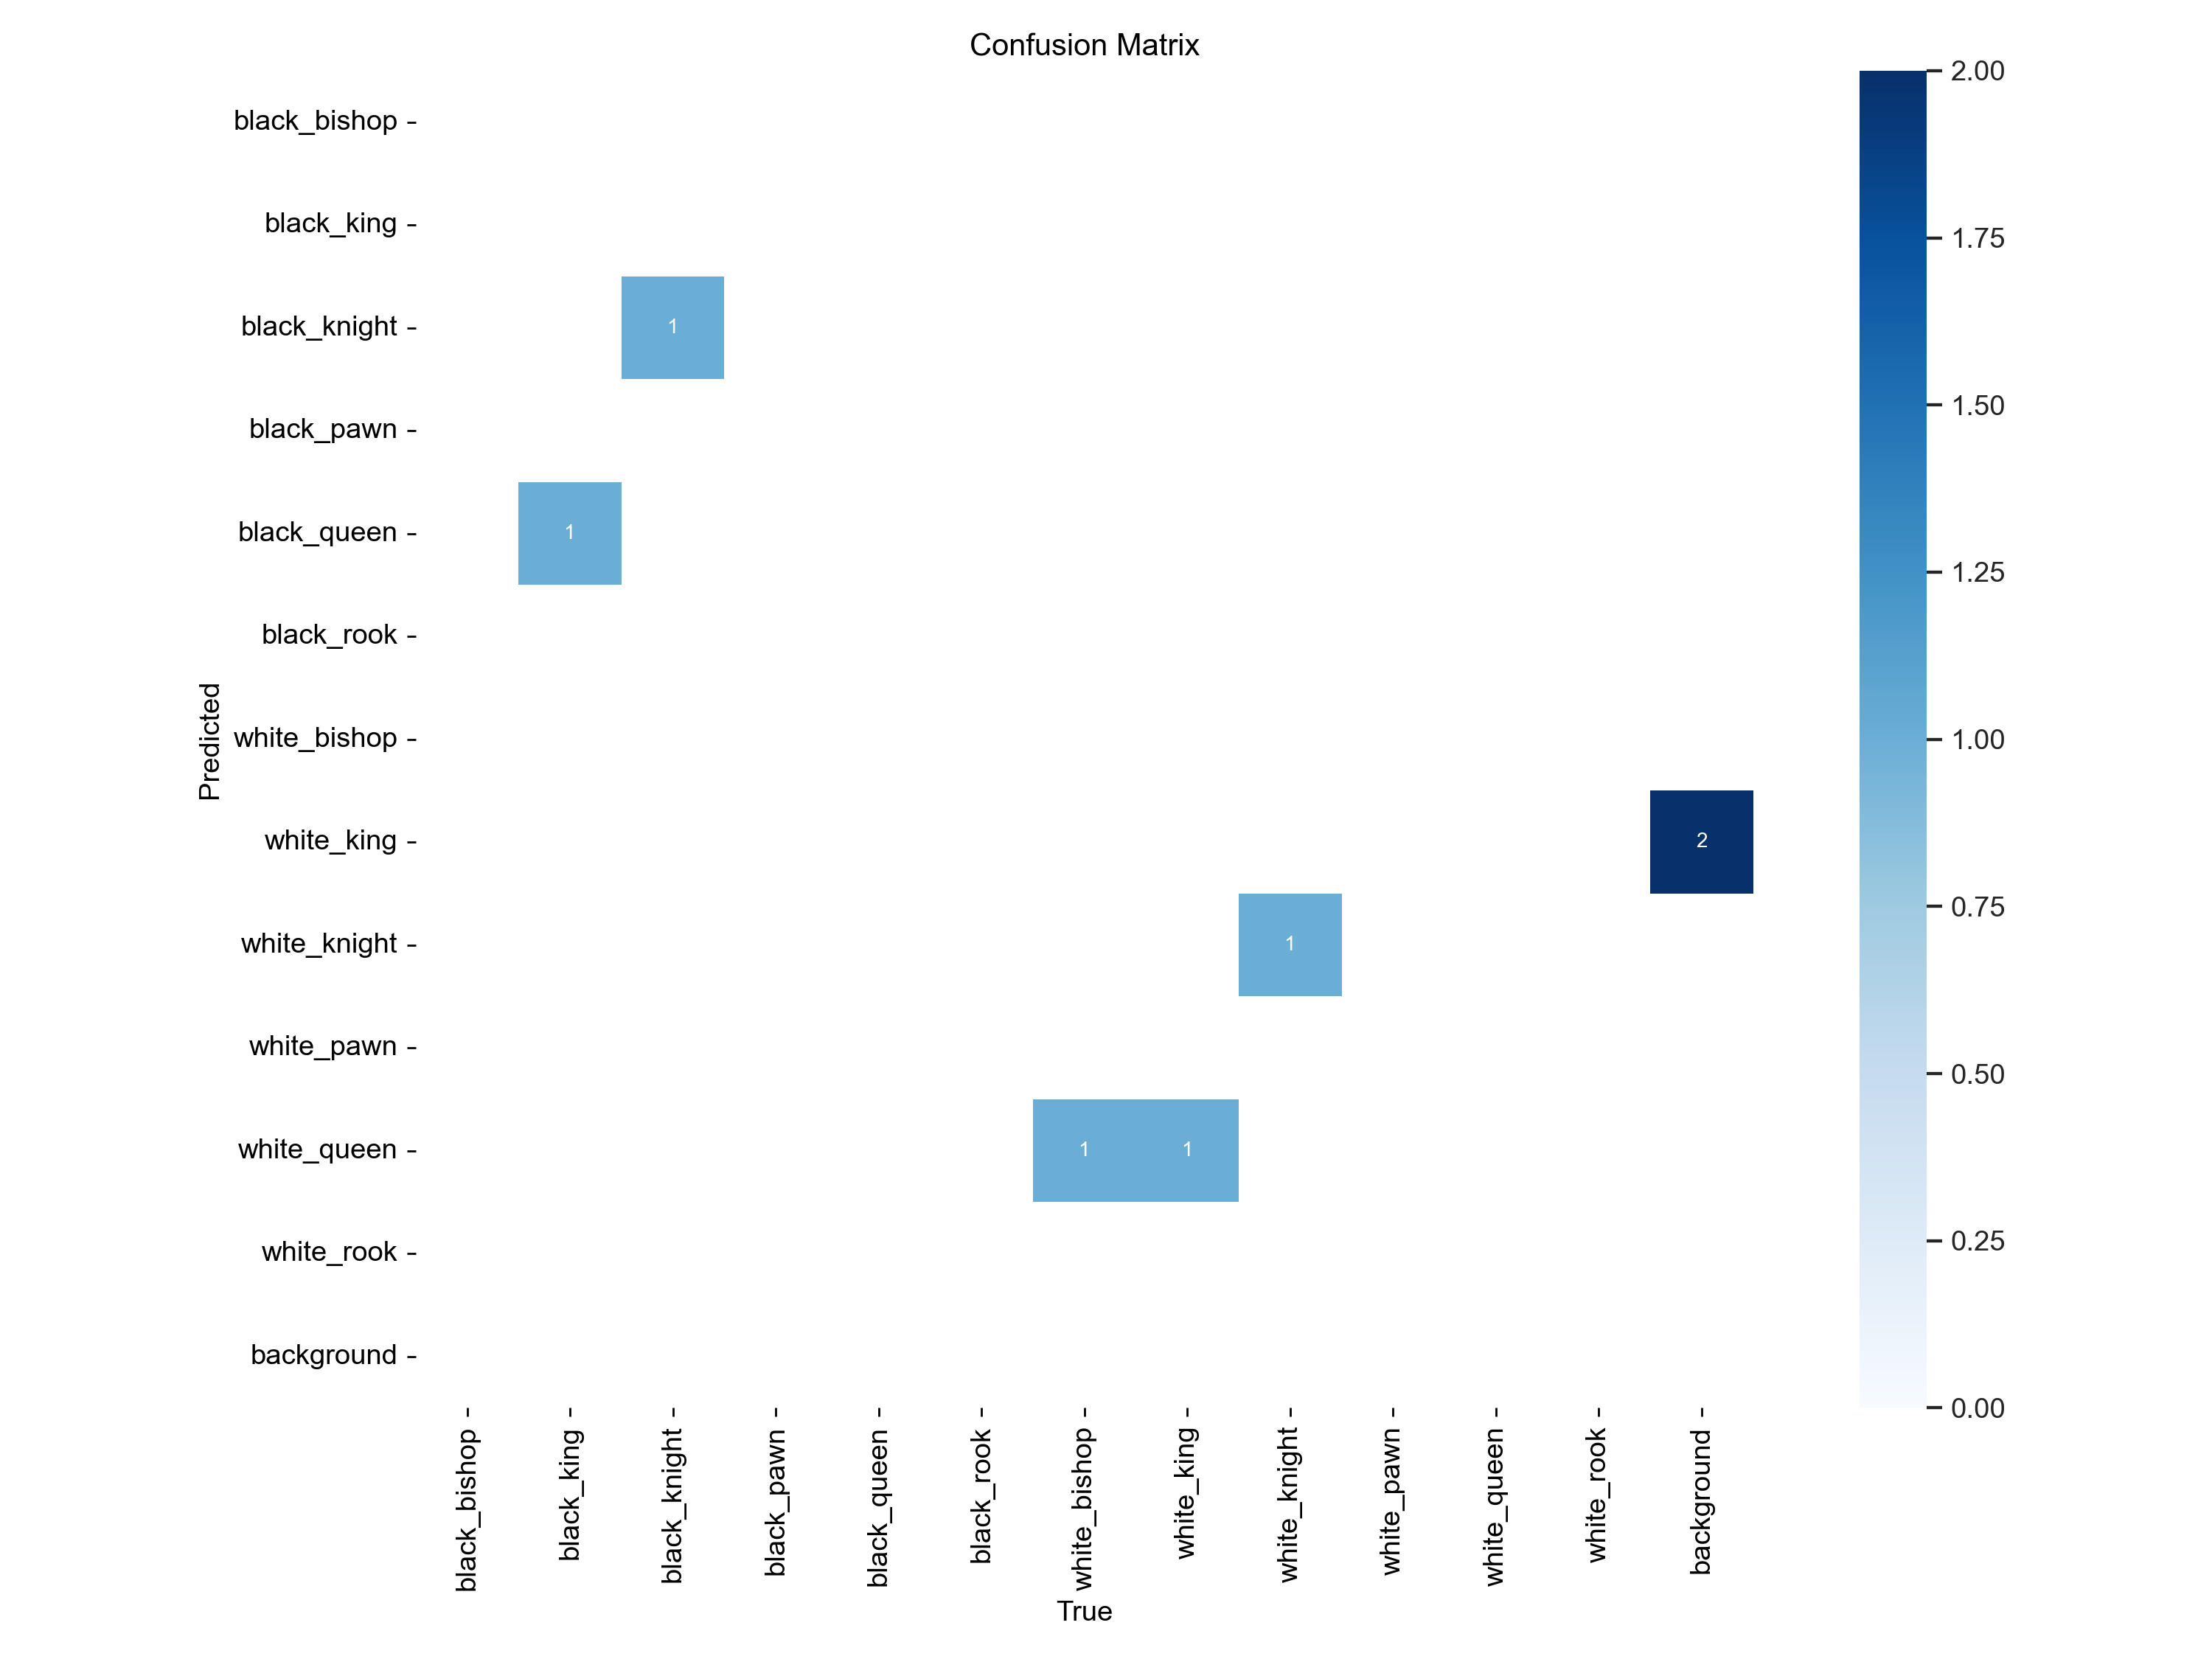 Confusion Matrix
black_bishop
black_king
black_knight
1
black_pawn
black_queen
1
black_rook
white_bishop
white_king
2
white_knight
1
white_pawn
white_queen
1 1
white_rook
background
Predicted
black_bishop
black_king
black_knight
black_pawn
black_queen
black_rook
white_bishop
white_king
white_knight
white_pawn
white_queen
white_rook
background
True
2.00
1.75
1.50
1.25
1.00
0.75
0.50
0.25
0.00